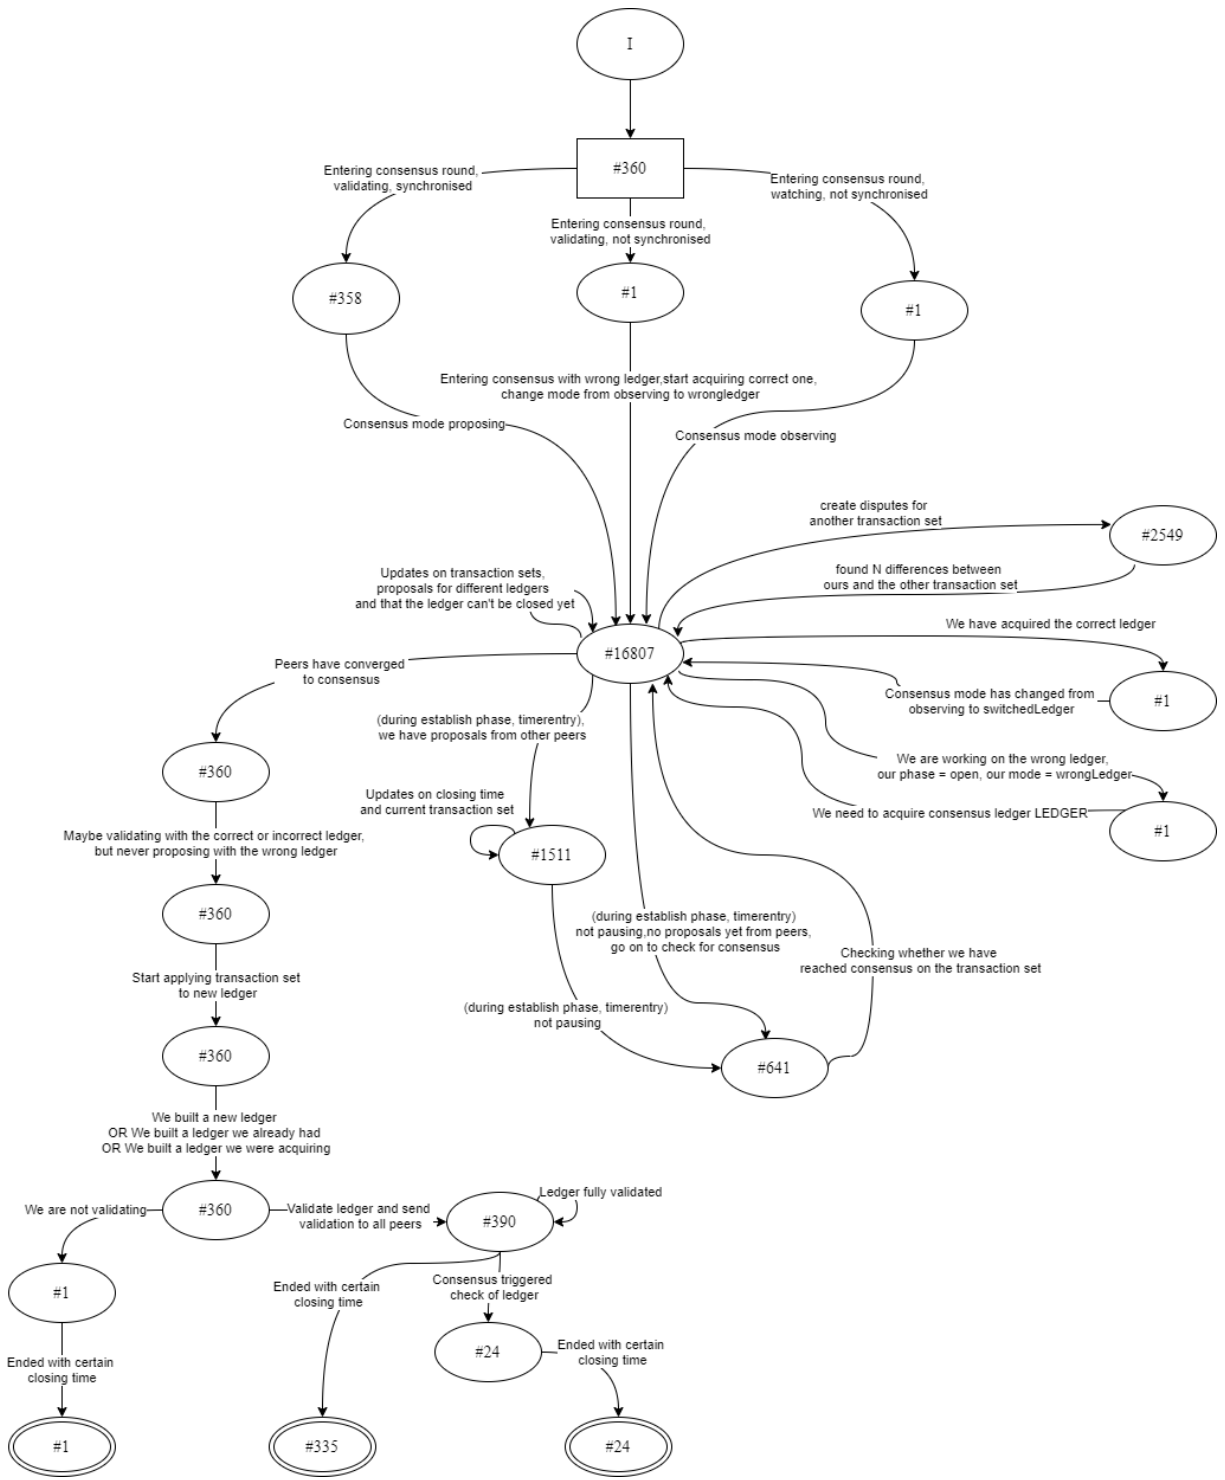 I
#360
Entering consensus round,
validating, synchronised
Entering consensus round,
watching, not synchronised
Entering consensus round,
validating, not synchronised
#358
#1
#1
Entering consensus with wrong ledger,start acquiring correct one,
change mode from observing to wrongledger
Consensus mode proposing
Consensus mode observing
create disputes for
another transaction set
#2549
found N differences between
ours and the other transaction set
Updates on transaction sets,
proposals for different ledgers
and that the ledger can't be closed yet
We have acquired the correct ledger
#16807
Peers have converged
to consensus
Consensus mode has changed from
observing to switchedLedger
#1
(during establish phase, timerentry),
we have proposals from other peers
#360
We are working on the wrong ledger,
our phase = open, our mode = wrongLedger
Updates on closing time
and current transaction set
We need to acquire consensus ledger LEDGER
#1
Maybe validating with the correct or incorrect ledger,
but never proposing with the wrong ledger
#1511
#360
(during establish phase, timerentry)
not pausing,no proposals yet from peers,
go on to check for consensus
Checking whether we have
reached consensus on the transaction set
Start applying transaction set
to new ledger
(during establish phase, timerentry)
not pausing
#360
#641
We built a new ledger
OR We built a ledger we already had
OR We built a ledger we were acquiring
Ledger fully validated
We are not validating
#360
Validate ledger and send
validation to all peers
#390
#1
Ended with certain
closing time
Consensus triggered
check of ledger
#24
Ended with certain
closing time
Ended with certain
closing time
#1
#335
#24